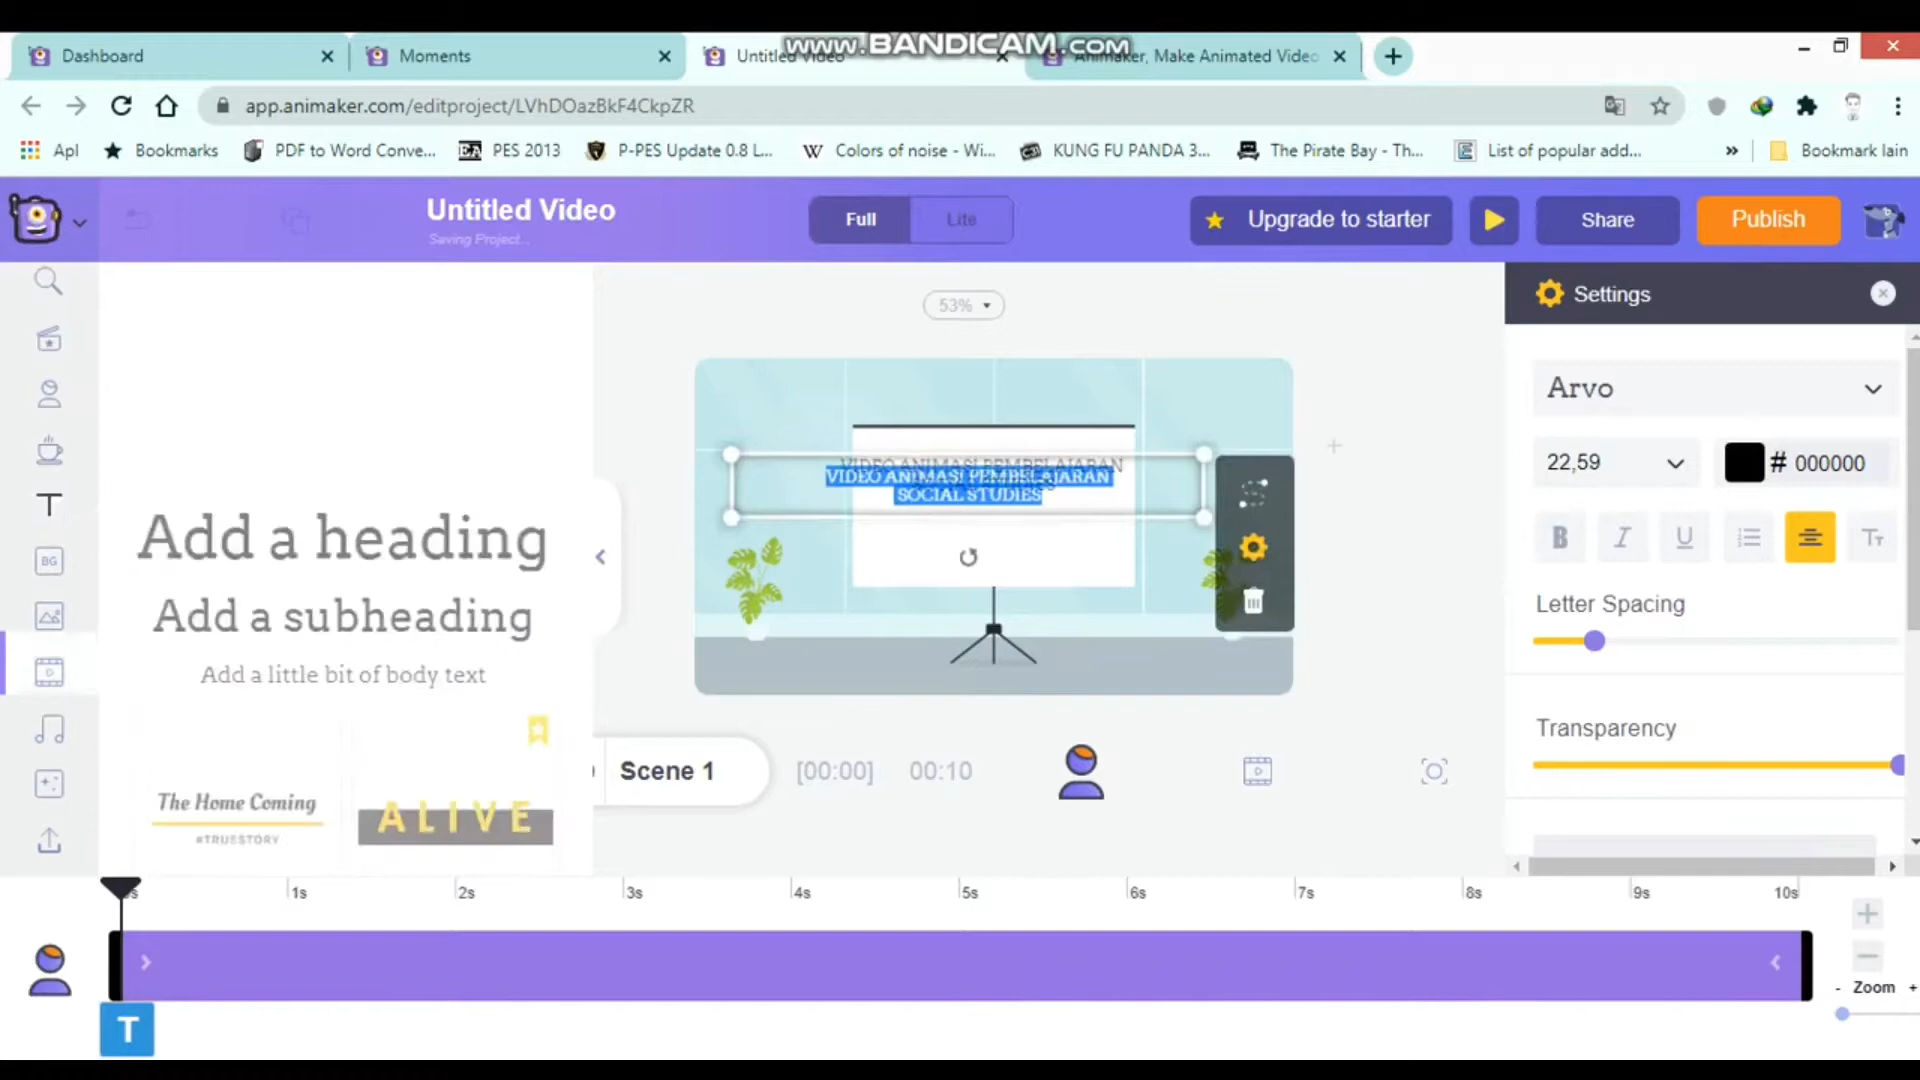 www.BANDICAM.com
Dashboard
Moments
Untitled Video
Animaker, Make Animated Video
app.animaker.com/editproject/LVhDOazBkF4CkpZR
Apl
Bookmarks
PDF to Word Conve...
PES 2013
P-PES Update 0.8 L...
Colors of noise - Wi...
KUNG FU PANDA 3...
The Pirate Bay - Th...
List of popular add...
»
Bookmark lain
Untitled Video
Saving Project...
Full
Lite
Upgrade to starter
Share
Publish
53%
Settings
Arvo
22,59
# 000000
B I U
Letter Spacing
Transparency
BG
Add a heading
Add a subheading
Add a little bit of body text
The Home Coming
#TRUESTORY
ALIVE
VIDEO ANIMASI PEMBELAJARAN
VIDEO ANIMASI PEMBELAJARAN
SOCIAL STUDIES
Scene 1
[00:00]
00:10
1s
2s
3s
4s
5s
6s
7s
8s
9s
10s
- Zoom +
T